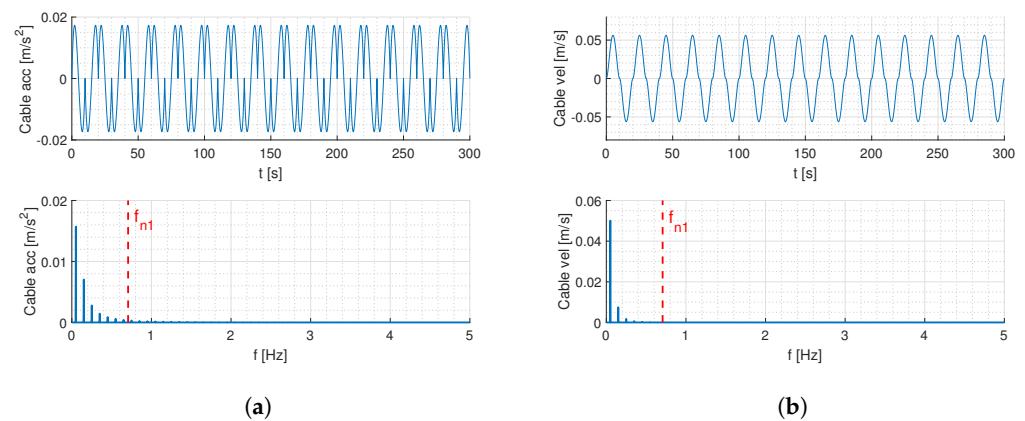 Cable acc [m/s²]
0.02
0
-0.02
0 50 100 150 200 250 300
t [s]
Cable acc [m/s²]
0.02
0.01
0
f_n1
0 1 2 3 4 5
f [Hz]
(a)
Cable vel [m/s]
0.05
0
-0.05
0 50 100 150 200 250 300
t [s]
Cable vel [m/s]
0.06
0.04
0.02
0
f_n1
0 1 2 3 4 5
f [Hz]
(b)